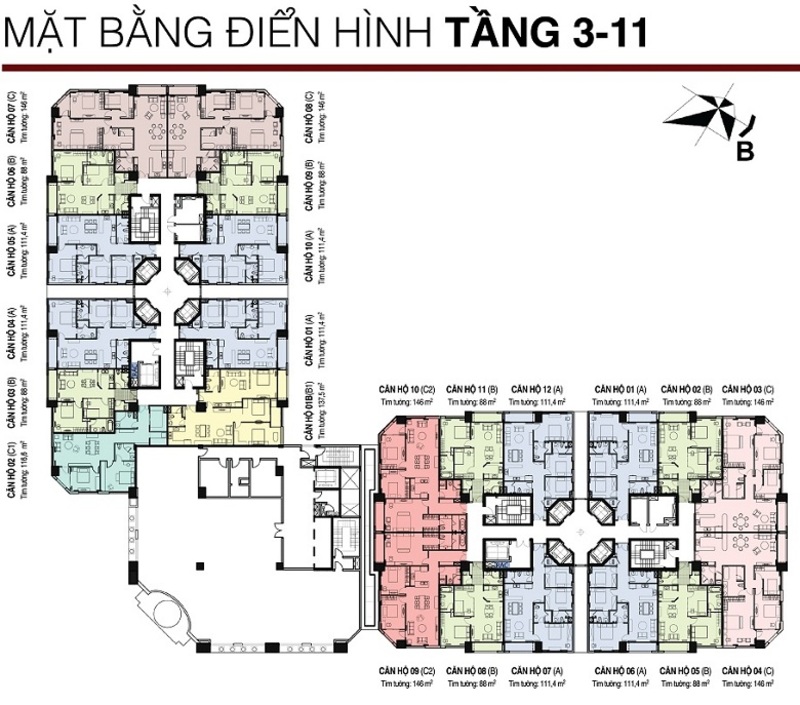 MẶT BẰNG ĐIỂN HÌNH TẦNG 3-11
B
CĂN HỘ 07 (C)
Tim tường: 146 m²
CĂN HỘ 06 (B)
Tim tường: 88 m²
CĂN HỘ 05 (A)
Tim tường: 111,4 m²
CĂN HỘ 04 (A)
Tim tường: 111,4 m²
CĂN HỘ 03 (B)
Tim tường: 88 m²
CĂN HỘ 02 (C1)
Tim tường: 116,6 m²
CĂN HỘ 08 (C)
Tim tường: 146 m²
CĂN HỘ 09 (B)
Tim tường: 88 m²
CĂN HỘ 10 (A)
Tim tường: 111,4 m²
CĂN HỘ 01 (A)
Tim tường: 111,4 m²
CĂN HỘ 01B(B1)
Tim tường: 137,5 m²
CĂN HỘ 10 (C2) CĂN HỘ 11 (B) CĂN HỘ 12 (A) CĂN HỘ 01 (A) CĂN HỘ 02 (B) CĂN HỘ 03 (C)
Tim tường: 146 m² Tim tường: 88 m² Tim tường: 111,4 m² Tim tường: 111,4 m² Tim tường: 88 m² Tim tường: 146 m²
CĂN HỘ 09 (C2) CĂN HỘ 08 (B) CĂN HỘ 07 (A) CĂN HỘ 06 (A) CĂN HỘ 05 (B) CĂN HỘ 04 (C)
Tim tường: 146 m² Tim tường: 88 m² Tim tường: 111,4 m² Tim tường: 111,4 m² Tim tường: 88 m² Tim tường: 146 m²